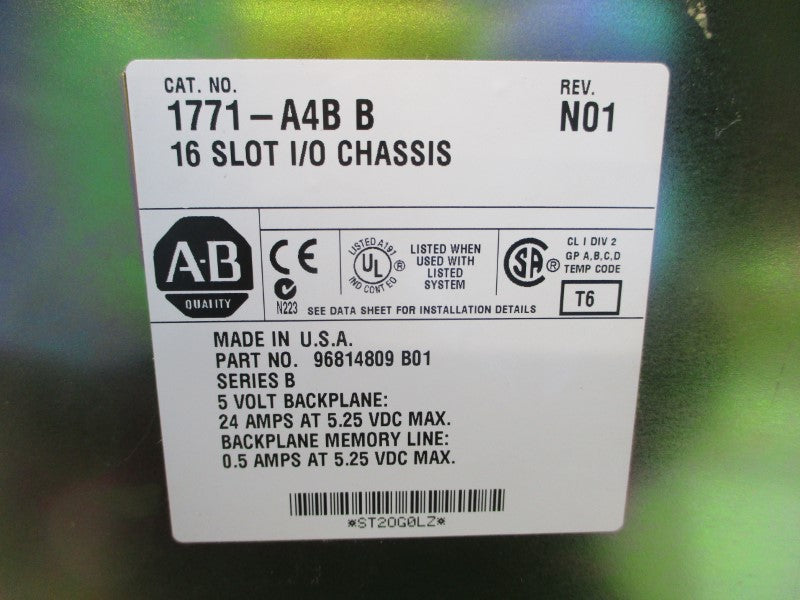 CAT. NO.
REV.
1771-A4B B
N01
16 SLOT I/O CHASSIS
A-B
QUALITY
CE
N223
LISTED A197
UL
®
IND CONT EQ
LISTED WHEN
USED WITH
LISTED
SYSTEM
SA
®
CL I DIV 2
GP A,B,C,D
TEMP CODE
T6
SEE DATA SHEET FOR INSTALLATION DETAILS
MADE IN U.S.A.
PART NO. 96814809 B01
SERIES B
5 VOLT BACKPLANE:
24 AMPS AT 5.25 VDC MAX.
BACKPLANE MEMORY LINE:
0.5 AMPS AT 5.25 VDC MAX.
*ST20G0LZ*